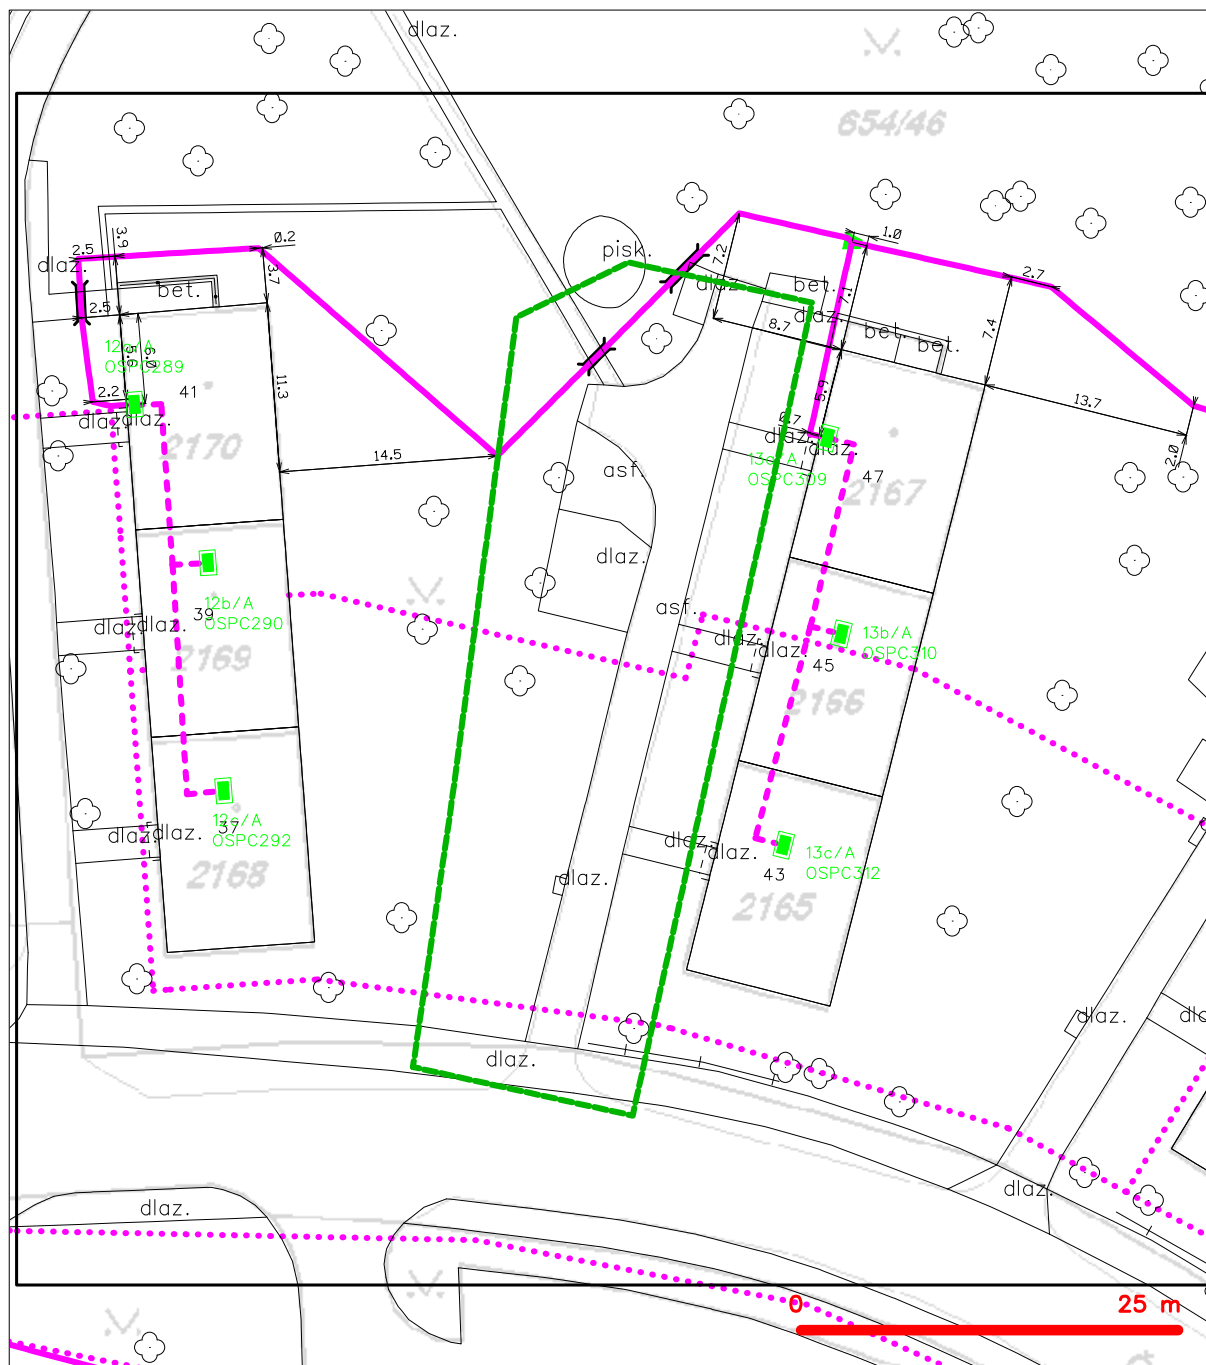 dlaz.
654/46
3.9
2.5
0.2
dlaz.
3.7
bet.
2.5
pisk.
7.2
1.0
dlaz.
bet.
2.7
7.1
dlaz.
8.7
bet.
bet.
7.4
12a/A
OSPC289
6.0
41
11.3
2.2
dlaz.
dlaz.
2170
14.5
5.9
0.7
dlaz.
dlaz.
13a/A
OSPC309
47
2167
13.7
2.0
asf.
dlaz.
12b/A
OSPC290
39
dlaz.
dlaz.
2169
asf.
dlaz.
dlaz.
13b/A
OSPC310
45
2166
12c/A
OSPC292
37
dlaz.
dlaz.
2168
dlaz.
dlaz.
13c/A
OSPC312
43
dlaz.
2165
dlaz.
dlaz.
dlaz.
dlaz.
0
25 m